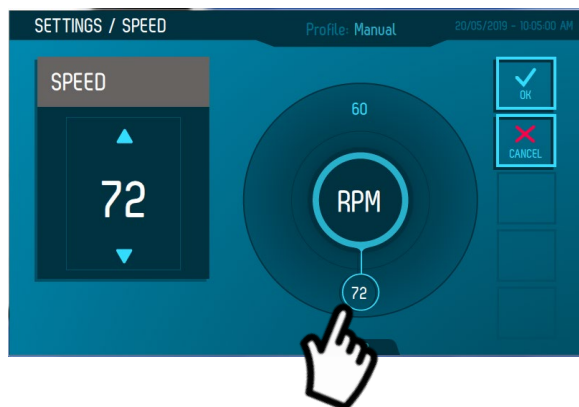 SETTINGS / SPEED
Profile: Manual
20/05/2019 - 10:05:00 AM
SPEED
72
60
RPM
72
OK
CANCEL